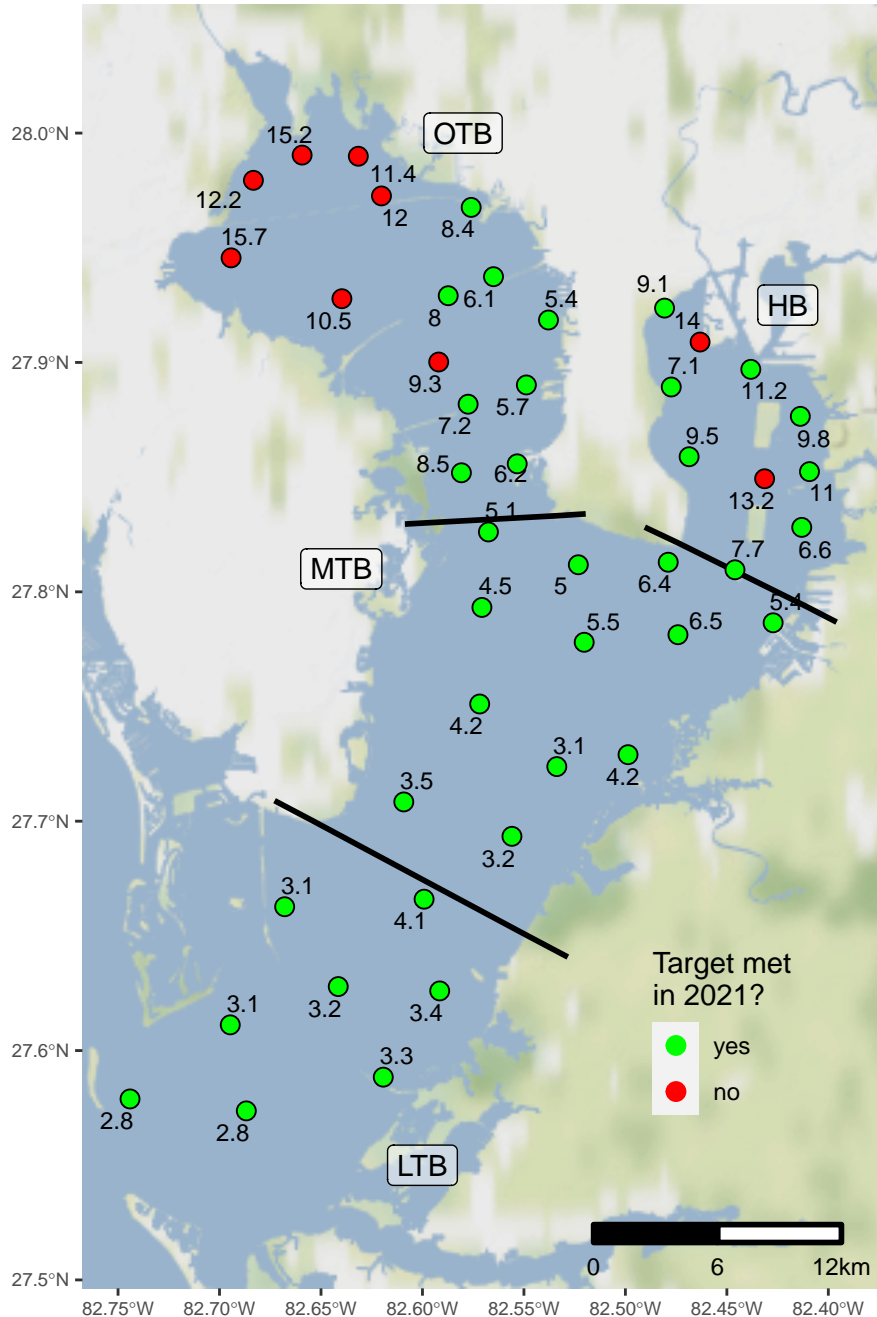 OTB
28.0°N
15.2
11.4
12.2
12
8.4
15.7
6.1
9.1
HB
5.4
8
14
10.5
27.9°N
7.1
9.3
11.2
5.7
7.2
9.8
9.5
8.5
6.2
13.2
11
5.1
7.7
6.6
MTB
5
6.4
27.8°N
4.5
5.4
5.5
6.5
4.2
3.1
4.2
3.5
27.7°N
3.2
3.1
4.1
Target met
in 2021?
3.1
3.2
3.4
yes
27.6°N
3.3
no
2.8
2.8
LTB
0
6
12km
27.5°N
82.75°W
82.70°W
82.65°W
82.60°W
82.55°W
82.50°W
82.45°W
82.40°W